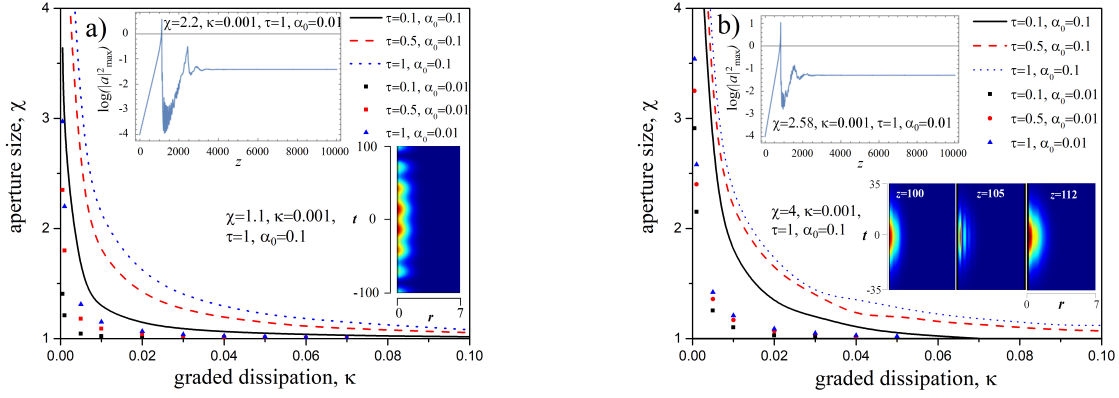 a)
χ=2.2, κ=0.001, τ=1, α₀=0.01
log(|a|²max)
1
0
-1
-2
-3
-4
0 2000 4000 6000 8000 10000
z
τ=0.1, α₀=0.1
τ=0.5, α₀=0.1
τ=1, α₀=0.1
τ=0.1, α₀=0.01
τ=0.5, α₀=0.01
τ=1, α₀=0.01
χ=1.1, κ=0.001,
τ=1, α₀=0.1
100
t
0
-100
0 r 7
aperture size, χ
4
3
2
1
0.00 0.02 0.04 0.06 0.08 0.10
graded dissipation, κ
b)
log(|a|²max)
1
0
-1
-2
-3
-4
χ=2.58, κ=0.001, τ=1, α₀=0.01
0 2000 4000 6000 8000 10000
z
τ=0.1, α₀=0.1
τ=0.5, α₀=0.1
τ=1, α₀=0.1
τ=0.1, α₀=0.01
τ=0.5, α₀=0.01
τ=1, α₀=0.01
χ=4, κ=0.001,
τ=1, α₀=0.1
35
t 0
-35
z=100 z=105 z=112
0 r 7
aperture size, χ
4
3
2
1
0.00 0.02 0.04 0.06 0.08 0.10
graded dissipation, κ